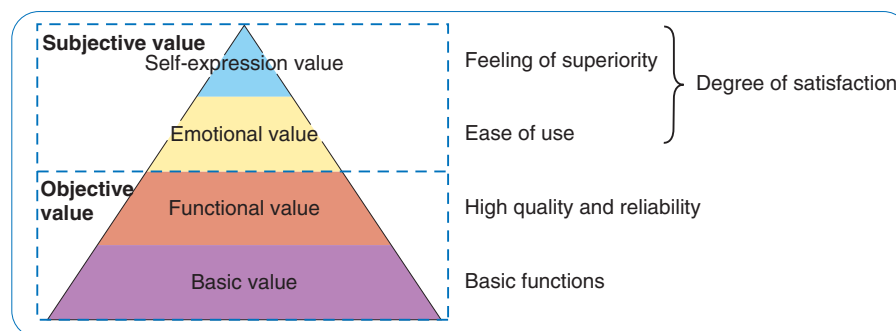 Subjective value
Self-expression value
Feeling of superiority
Degree of satisfaction
Emotional value
Ease of use
Objective
value
Functional value
High quality and reliability
Basic value
Basic functions